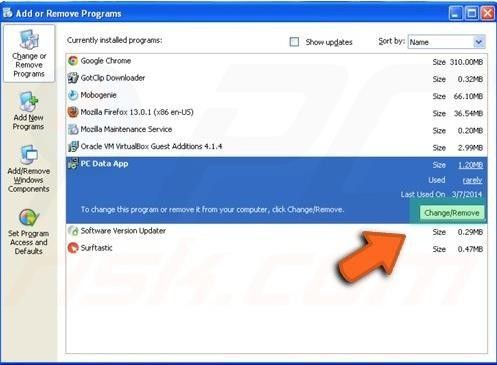 Add or Remove Programs
Change or Remove Programs
Add New Programs
Add/Remove Windows Components
Set Program Access and Defaults
Currently installed programs:
Show updates
Sort by: Name
Google Chrome Size 310.00MB
GotClip Downloader Size 0.32MB
Mobogenie Size 66.10MB
Mozilla Firefox 13.0.1 (x86 en-US) Size 36.54MB
Mozilla Maintenance Service Size 0.20MB
Oracle VM VirtualBox Guest Additions 4.1.4 Size 2.99MB
PC Data App Size 1.20MB
Used rarely
Last Used On 3/7/2014
To change this program or remove it from your computer, click Change/Remove.
Change/Remove
Software Version Updater Size 0.29MB
Surftastic Size 0.47MB